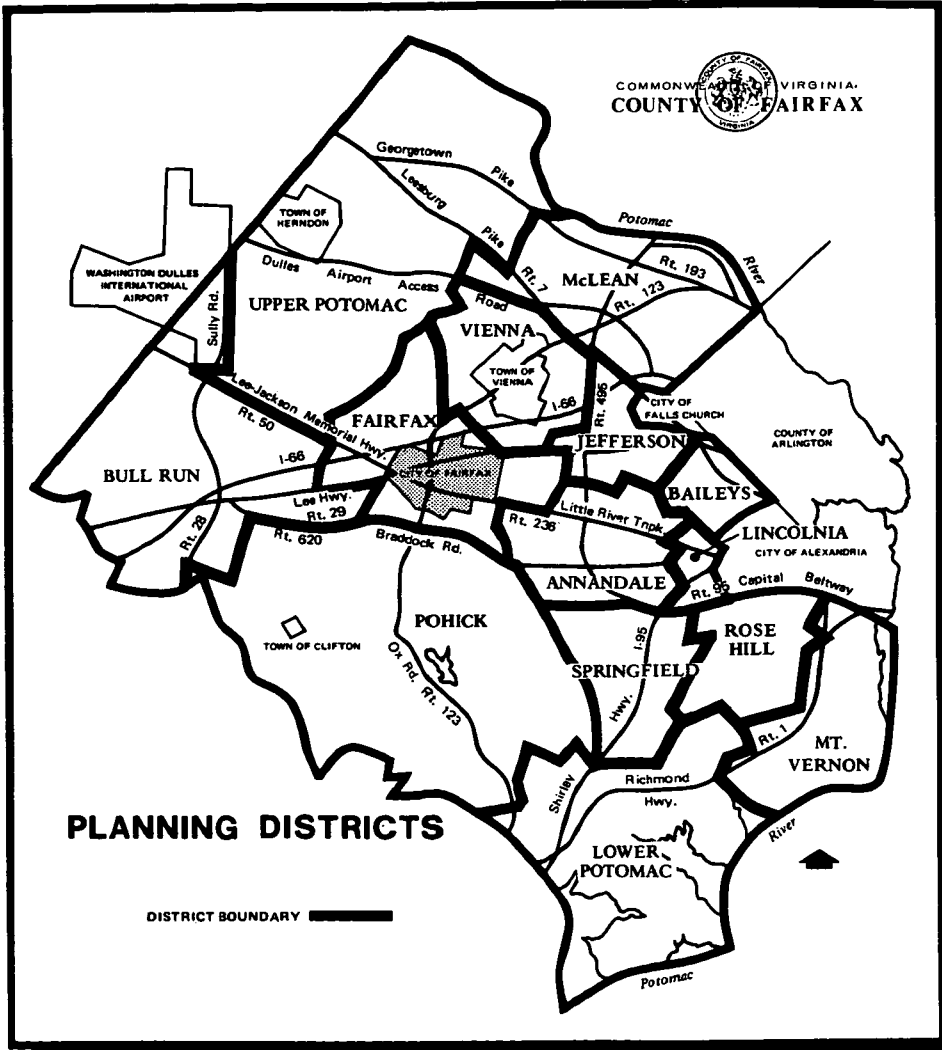 COMMONWEALTH OF VIRGINIA
COUNTY OF FAIRFAX
COUNTY OF FAIRFAX
VIRGINIA
Georgetown Pike
Leesburg Pike
Potomac River
TOWN OF
HERNDON
WASHINGTON DULLES
INTERNATIONAL
AIRPORT
Dulles Airport Access Road
Rt. 7
McLEAN
Rt. 193
Rt. 123
Sully Rd.
UPPER POTOMAC
VIENNA
TOWN OF
VIENNA
Lee-Jackson Memorial Hwy.
Rt. 50
FAIRFAX
I-66
Rt. 495
CITY OF
FALLS CHURCH
JEFFERSON
COUNTY OF
ARLINGTON
BULL RUN
I-66
CITY OF FAIRFAX
BAILEYS
Lee Hwy.
Rt. 29
Rt. 28
Rt. 620
Braddock Rd.
Rt. 236
Little River Tnpk
LINCOLNIA
CITY OF ALEXANDRIA
ANNANDALE
Rt. 95
Capital Beltway
TOWN OF CLIFTON
POHICK
Ox Rd. Rt. 123
I-95
SPRINGFIELD
ROSE
HILL
Hwy.
Rt. 1
MT.
VERNON
Shirley
Richmond
Hwy.
PLANNING DISTRICTS
LOWER
POTOMAC
River
DISTRICT BOUNDARY
Potomac